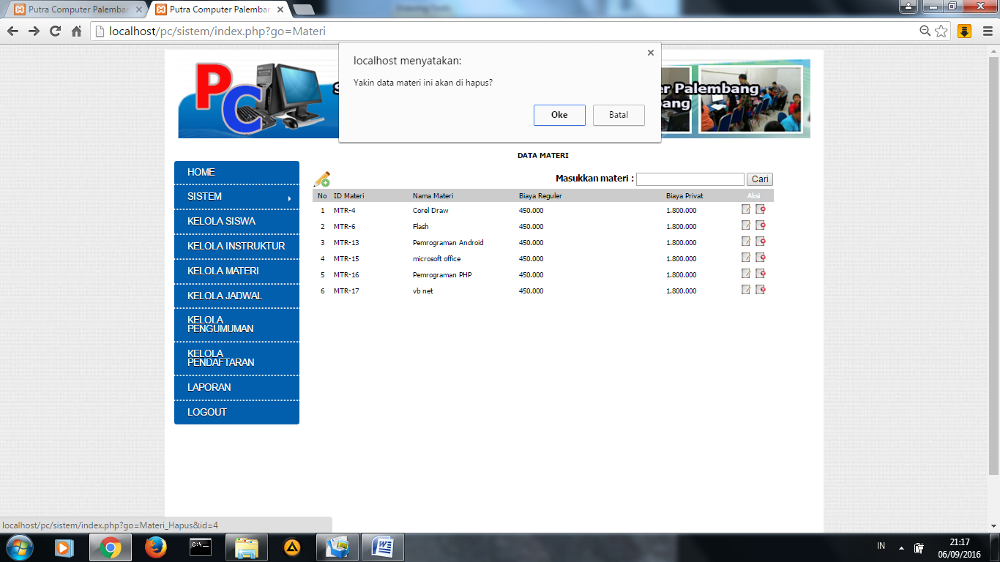 Putra Computer Palemban
Putra Computer Palemban
localhost/pc/sistem/index.php?go=Materi
localhost menyatakan:
Yakin data materi ini akan di hapus?
Oke Batal
PC
S
er Palembang
bang
DATA MATERI
HOME
SISTEM
KELOLA SISWA
KELOLA INSTRUKTUR
KELOLA MATERI
KELOLA JADWAL
KELOLA
PENGUMUMAN
KELOLA
PENDAFTARAN
LAPORAN
LOGOUT
Masukkan materi : Cari
No ID Materi Nama Materi Biaya Reguler Biaya Privat Aksi
1 MTR-4 Corel Draw 450.000 1.800.000
2 MTR-6 Flash 450.000 1.800.000
3 MTR-13 Pemrograman Android 450.000 1.800.000
4 MTR-15 microsoft office 450.000 1.800.000
5 MTR-16 Pemrograman PHP 450.000 1.800.000
6 MTR-17 vb net 450.000 1.800.000
localhost/pc/sistem/index.php?go=Materi_Hapus&id=4
IN
21:17
06/09/2016